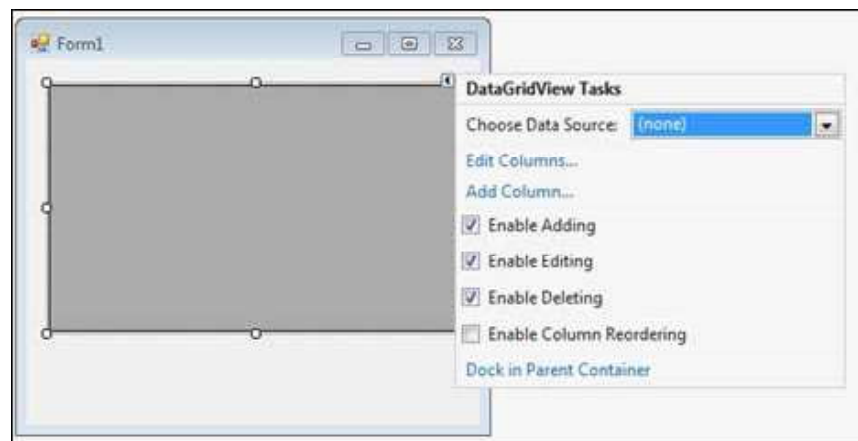 Form1
DataGridView Tasks
Choose Data Source: (none)
Edit Columns...
Add Column...
Enable Adding
Enable Editing
Enable Deleting
Enable Column Reordering
Dock in Parent Container